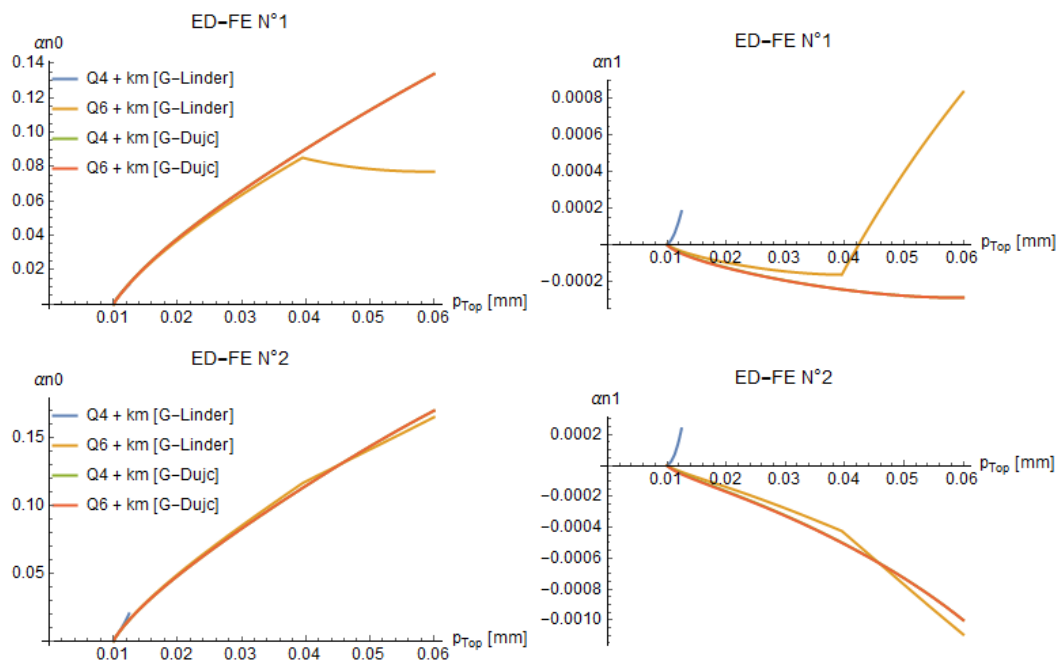 ED–FE N°1
αn0
0.14
Q4 + km [G–Linder]
0.12
Q6 + km [G–Linder]
0.10
Q4 + km [G–Dujc]
0.08
Q6 + km [G–Dujc]
0.06
0.04
0.02
0.01 0.02 0.03 0.04 0.05 0.06
pTop [mm]
ED–FE N°1
αn1
0.0008
0.0006
0.0004
0.0002
pTop [mm]
0.01 0.02 0.03 0.04 0.05 0.06
−0.0002
ED–FE N°2
αn0
Q4 + km [G–Linder]
Q6 + km [G–Linder]
0.15
Q4 + km [G–Dujc]
0.10
Q6 + km [G–Dujc]
0.05
0.01 0.02 0.03 0.04 0.05 0.06
pTop [mm]
ED–FE N°2
αn1
0.0002
pTop [mm]
0.01 0.02 0.03 0.04 0.05 0.06
−0.0002
−0.0004
−0.0006
−0.0008
−0.0010